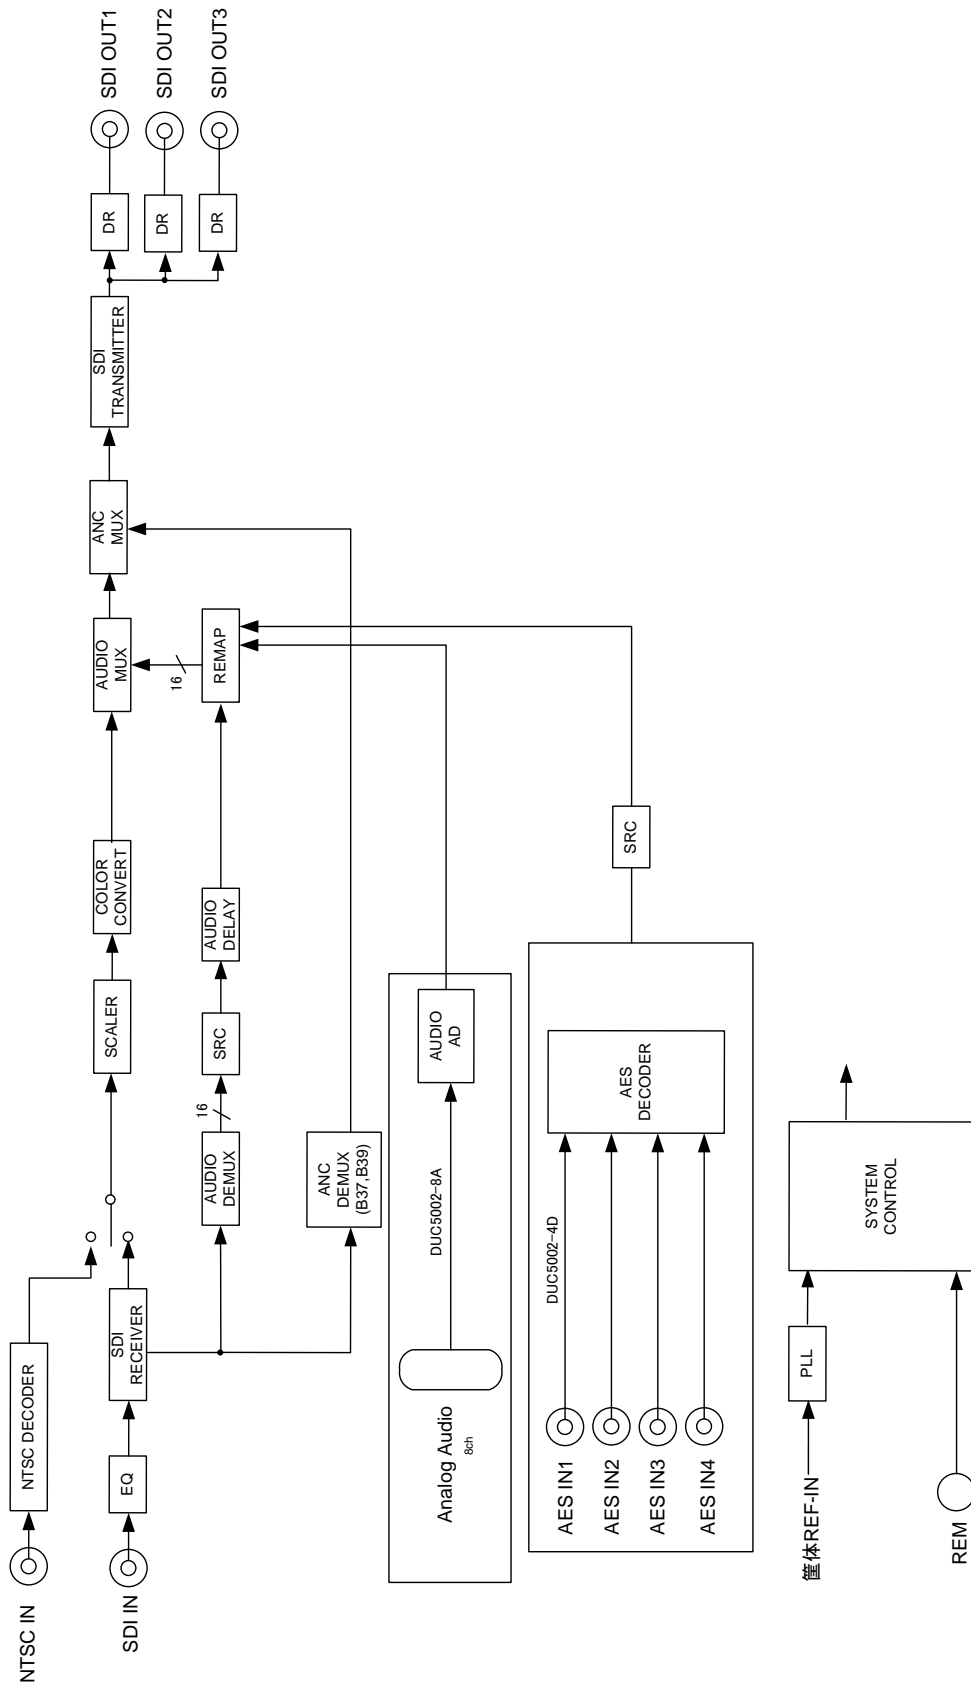 NTSC IN
NTSC DECODER
SDI IN
EQ
SDI
RECEIVER
SCALER
COLOR
CONVERT
AUDIO
MUX
ANC
MUX
SDI
TRANSMITTER
DR
DR
DR
SDI OUT1
SDI OUT2
SDI OUT3
AUDIO
DEMUX
16
SRC
AUDIO
DELAY
REMAP
16
ANC
DEMUX
(B37,B39)
Analog Audio
8ch
DUC5002-8A
AUDIO
AD
AES IN1
AES IN2
AES IN3
AES IN4
DUC5002-4D
AES
DECODER
SRC
筐体REF-IN
PLL
REM
SYSTEM
CONTROL